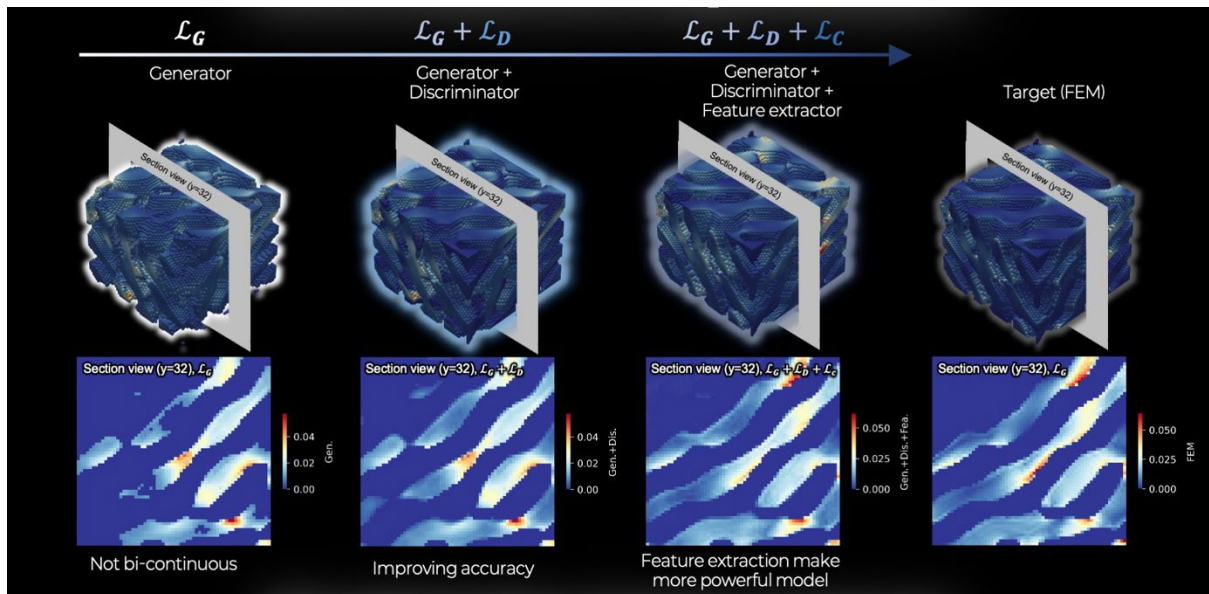 ℒG
ℒG + ℒD
ℒG + ℒD + ℒC
Generator
Generator +
Discriminator
Generator +
Discriminator +
Feature extractor
Target (FEM)
Section view (y=32)
Section view (y=32)
Section view (y=32)
Section view (y=32)
Section view (y=32), ℒG
0.04
0.02
0.00
Gen.
Section view (y=32), ℒG + ℒD
0.04
0.02
0.00
Gen.+Dis.
Section view (y=32), ℒG + ℒD + ℒc
0.050
0.025
0.000
Gen.+Dis.+Fea.
Section view (y=32), ℒG
0.050
0.025
0.000
FEM
Not bi-continuous
Improving accuracy
Feature extraction make
more powerful model